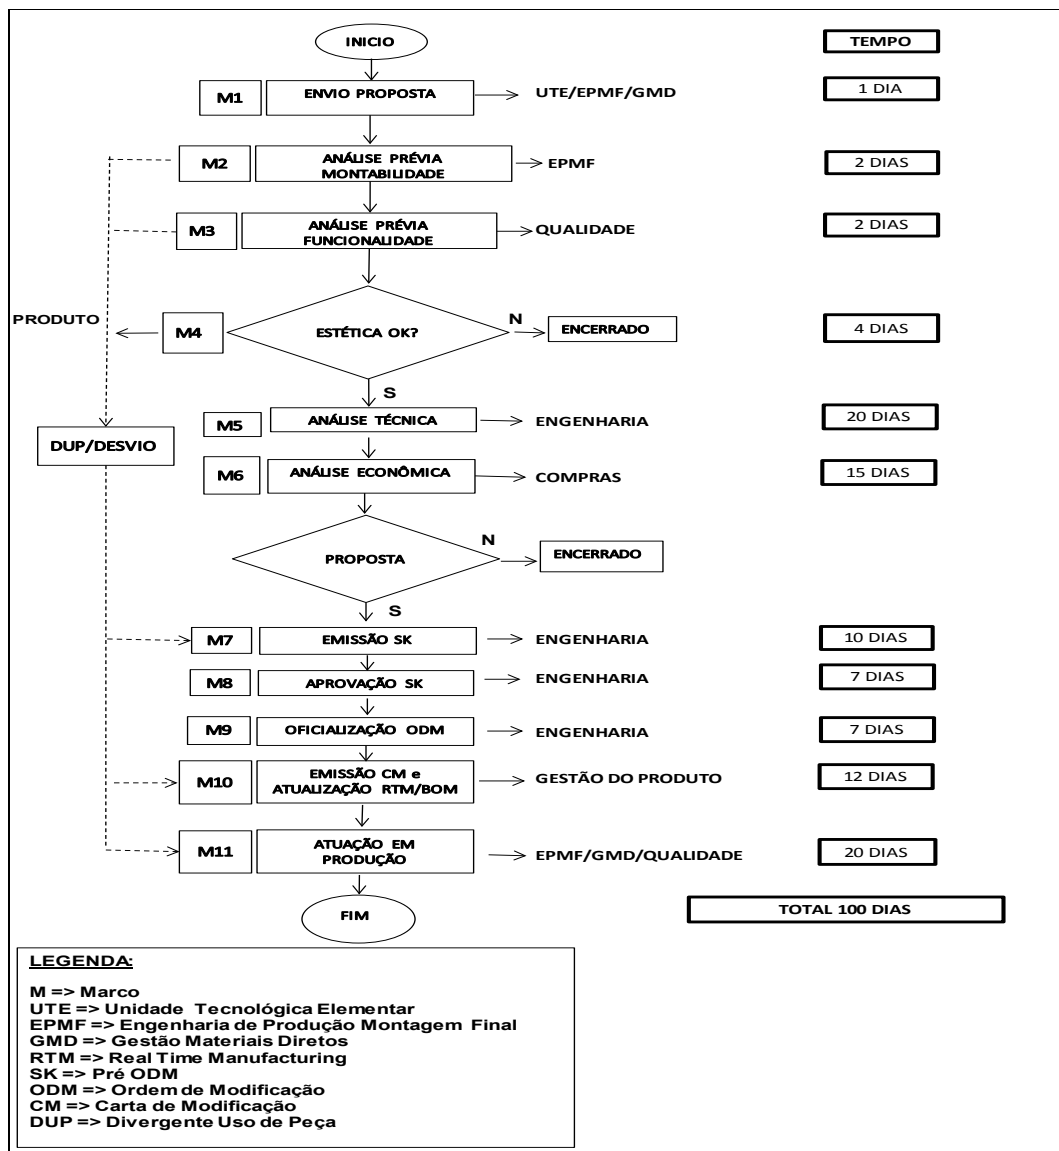 INICIO
TEMPO
M1
ENVIO PROPOSTA
UTE/EPMF/GMD
1 DIA
M2
ANÁLISE PRÉVIA
MONTABILIDADE
EPMF
2 DIAS
M3
ANÁLISE PRÉVIA
FUNCIONALIDADE
QUALIDADE
2 DIAS
PRODUTO
M4
ESTÉTICA OK?
N
ENCERRADO
4 DIAS
S
M5
ANÁLISE TÉCNICA
ENGENHARIA
20 DIAS
DUP/DESVIO
M6
ANÁLISE ECONÔMICA
COMPRAS
15 DIAS
PROPOSTA
N
ENCERRADO
S
M7
EMISSÃO SK
ENGENHARIA
10 DIAS
M8
APROVAÇÃO SK
ENGENHARIA
7 DIAS
M9
OFICIALIZAÇÃO ODM
ENGENHARIA
7 DIAS
M10
EMISSÃO CM e
ATUALIZAÇÃO RTM/BOM
GESTÃO DO PRODUTO
12 DIAS
M11
ATUAÇÃO EM
PRODUÇÃO
EPMF/GMD/QUALIDADE
20 DIAS
FIM
TOTAL 100 DIAS
LEGENDA:
M => Marco
UTE => Unidade Tecnológica Elementar
EPMF => Engenharia de Produção Montagem Final
GMD => Gestão Materiais Diretos
RTM => Real Time Manufacturing
SK => Pré ODM
ODM => Ordem de Modificação
CM => Carta de Modificação
DUP => Divergente Uso de Peça